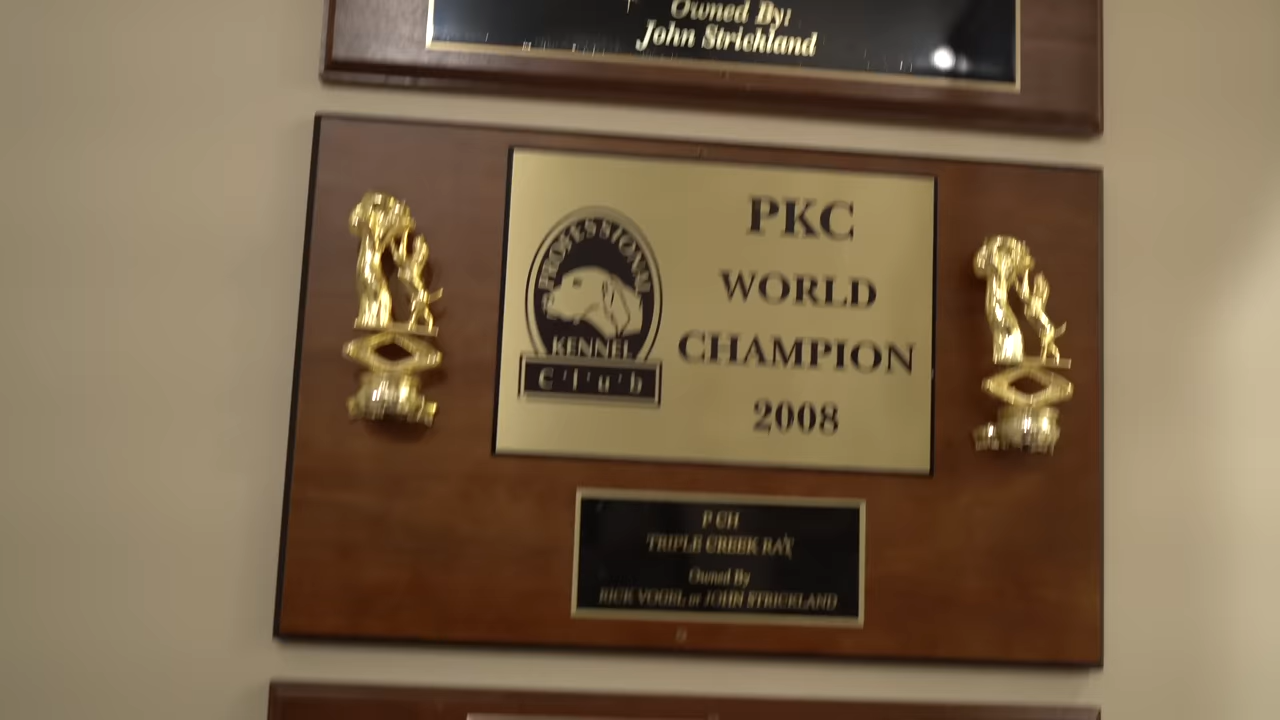 Owned By:
John Strickland
PROFESSIONAL
KENNEL
Club
PKC
WORLD
CHAMPION
2008
P CH
TRIPLE CREEK RAT
Owned By
RICK VOGEL or JOHN STRICKLAND